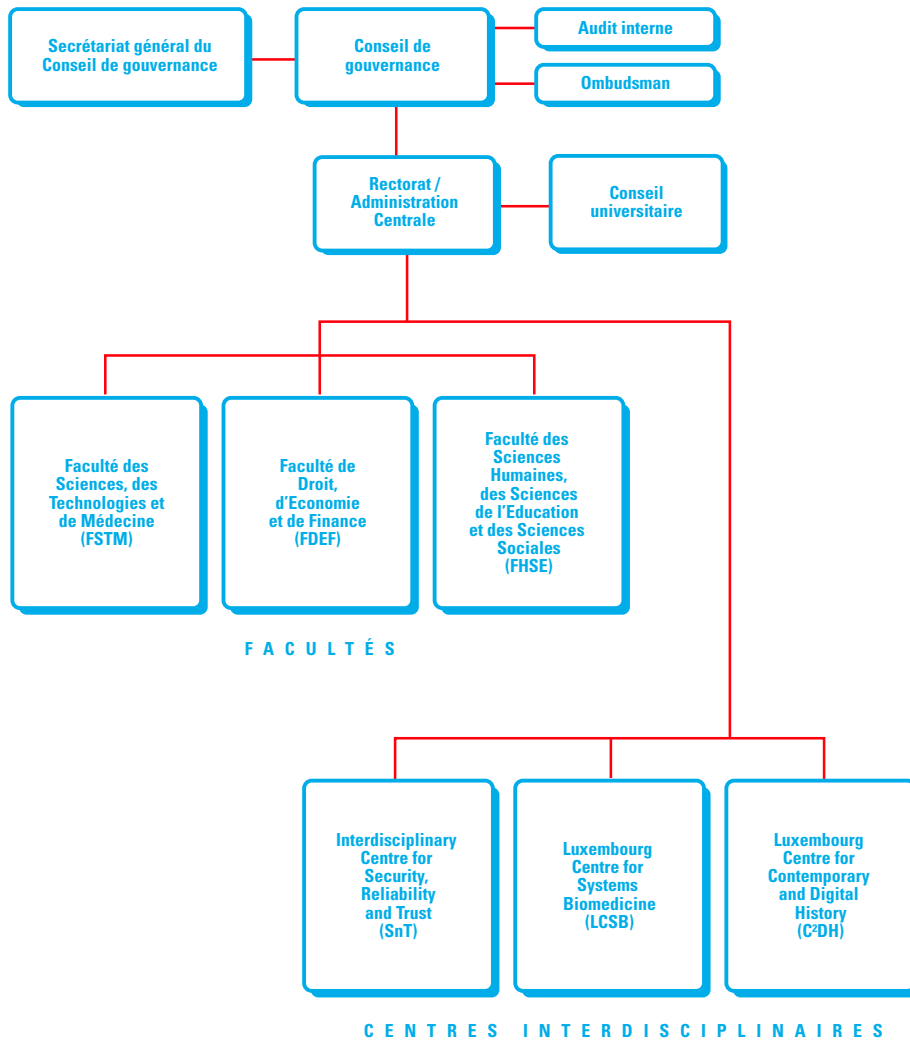 Secrétariat général du
Conseil de gouvernance
Conseil de
gouvernance
Audit interne
Ombudsman
Rectorat /
Administration
Centrale
Conseil
universitaire
Faculté des
Sciences, des
Technologies et
de Médecine
(FSTM)
Faculté de
Droit,
d'Economie
et de Finance
(FDEF)
Faculté des
Sciences
Humaines,
des Sciences
de l'Education
et des Sciences
Sociales
(FHSE)
FACULTÉS
Interdisciplinary
Centre for
Security,
Reliability
and Trust
(SnT)
Luxembourg
Centre for
Systems
Biomedicine
(LCSB)
Luxembourg
Centre for
Contemporary
and Digital
History
(C²DH)
CENTRES INTERDISCIPLINAIRES